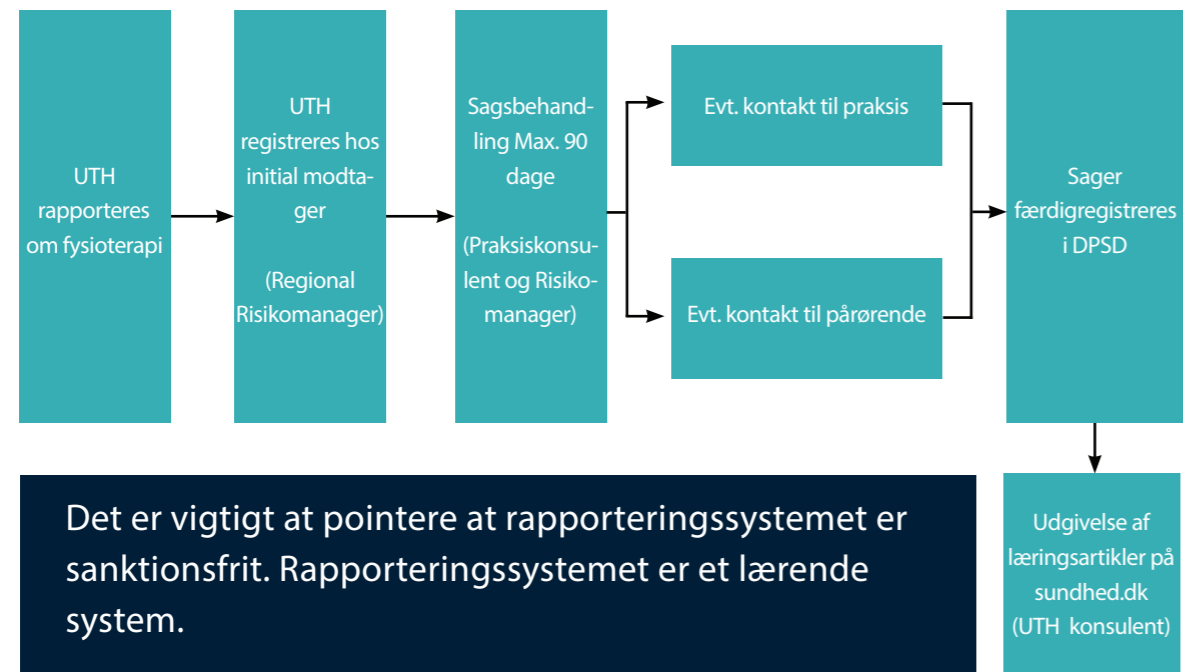 UTH
rapporteres
om fysioterapi
UTH
registreres hos
initial modta-
ger
(Regional
Risikomanager)
Sagsbehand-
ling Max. 90
dage
(Praksiskonsu-
lent og Risiko-
manager)
Evt. kontakt til praksis
Evt. kontakt til pårørende
Sager
færdigregistreres
i DPSD
Udgivelse af
læringsartikler på
sundhed.dk
(UTH konsulent)
Det er vigtigt at pointere at rapporteringssystemet er
sanktionsfrit. Rapporteringssystemet er et lærende
system.